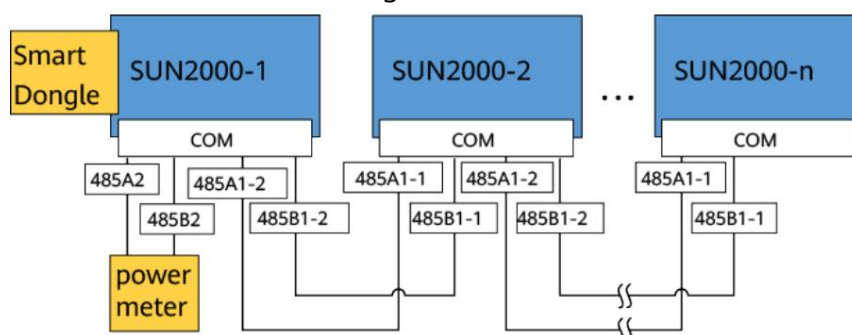 Smart
Dongle
SUN2000-1
SUN2000-2
...
SUN2000-n
COM
COM
COM
485A2
485A1-2
485A1-1
485A1-2
485A1-1
485B2
485B1-2
485B1-1
485B1-2
485B1-1
power
meter